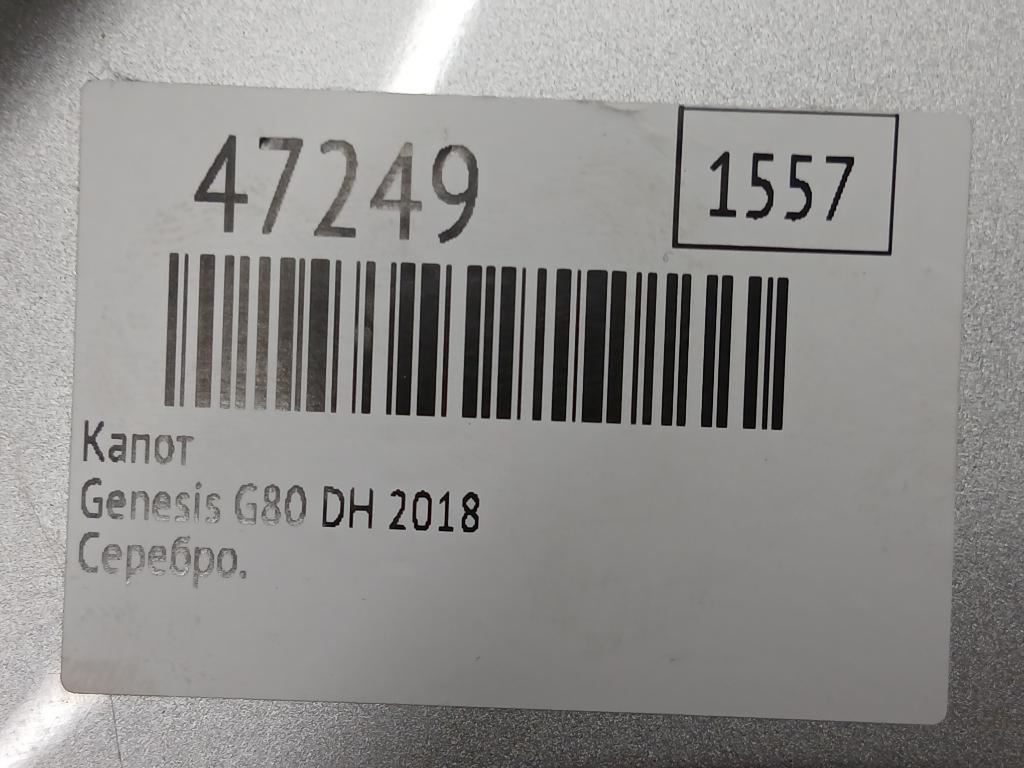 47249
1557
Капот
Genesis G80 DH 2018
Серебро.